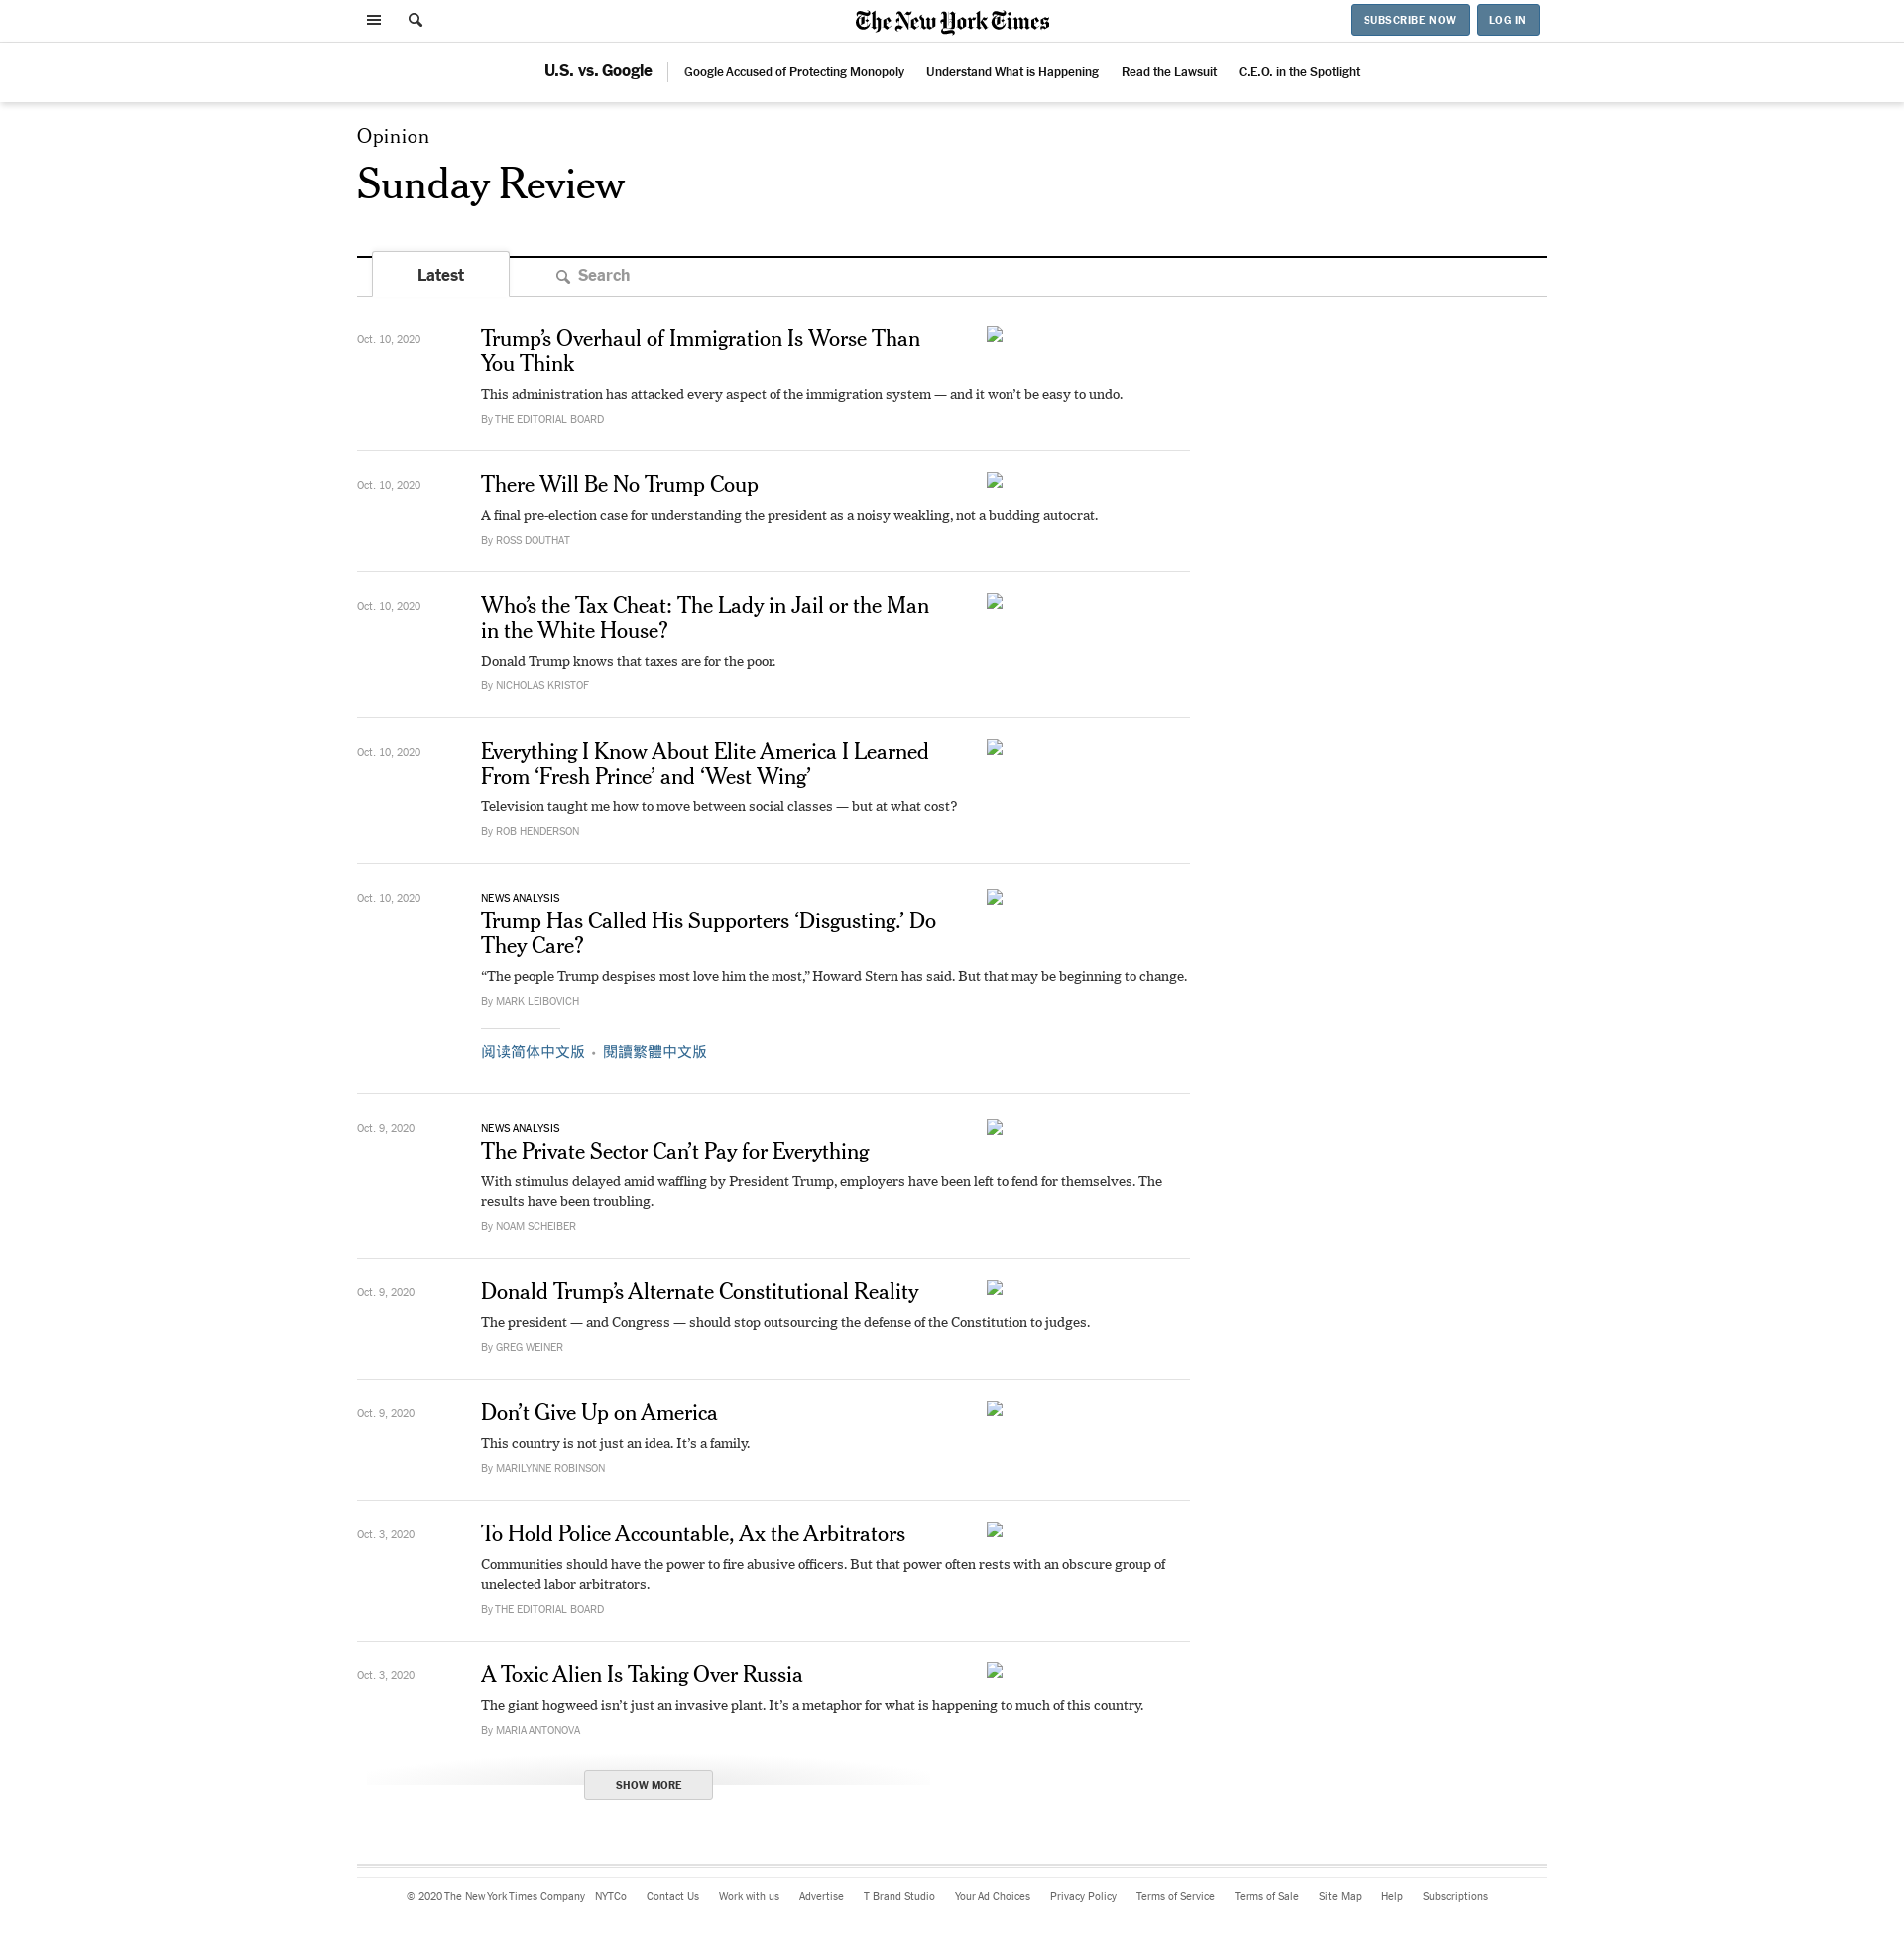 The New York Times
SUBSCRIBE NOW
LOG IN
U.S. vs. Google
Google Accused of Protecting Monopoly
Understand What is Happening
Read the Lawsuit
C.E.O. in the Spotlight
Opinion
Sunday Review
Latest
Search
Oct. 10, 2020
Trump’s Overhaul of Immigration Is Worse Than
You Think
This administration has attacked every aspect of the immigration system — and it won’t be easy to undo.
By THE EDITORIAL BOARD
Oct. 10, 2020
There Will Be No Trump Coup
A final pre-election case for understanding the president as a noisy weakling, not a budding autocrat.
By ROSS DOUTHAT
Oct. 10, 2020
Who’s the Tax Cheat: The Lady in Jail or the Man
in the White House?
Donald Trump knows that taxes are for the poor.
By NICHOLAS KRISTOF
Oct. 10, 2020
Everything I Know About Elite America I Learned
From ‘Fresh Prince’ and ‘West Wing’
Television taught me how to move between social classes — but at what cost?
By ROB HENDERSON
Oct. 10, 2020
NEWS ANALYSIS
Trump Has Called His Supporters ‘Disgusting.’ Do
They Care?
“The people Trump despises most love him the most,” Howard Stern has said. But that may be beginning to change.
By MARK LEIBOVICH
阅读简体中文版 • 閱讀繁體中文版
Oct. 9, 2020
NEWS ANALYSIS
The Private Sector Can’t Pay for Everything
With stimulus delayed amid waffling by President Trump, employers have been left to fend for themselves. The
results have been troubling.
By NOAM SCHEIBER
Oct. 9, 2020
Donald Trump’s Alternate Constitutional Reality
The president — and Congress — should stop outsourcing the defense of the Constitution to judges.
By GREG WEINER
Oct. 9, 2020
Don’t Give Up on America
This country is not just an idea. It’s a family.
By MARILYNNE ROBINSON
Oct. 3, 2020
To Hold Police Accountable, Ax the Arbitrators
Communities should have the power to fire abusive officers. But that power often rests with an obscure group of
unelected labor arbitrators.
By THE EDITORIAL BOARD
Oct. 3, 2020
A Toxic Alien Is Taking Over Russia
The giant hogweed isn’t just an invasive plant. It’s a metaphor for what is happening to much of this country.
By MARIA ANTONOVA
SHOW MORE
© 2020 The New York Times Company NYTCo Contact Us Work with us Advertise T Brand Studio Your Ad Choices Privacy Policy Terms of Service Terms of Sale Site Map Help Subscriptions